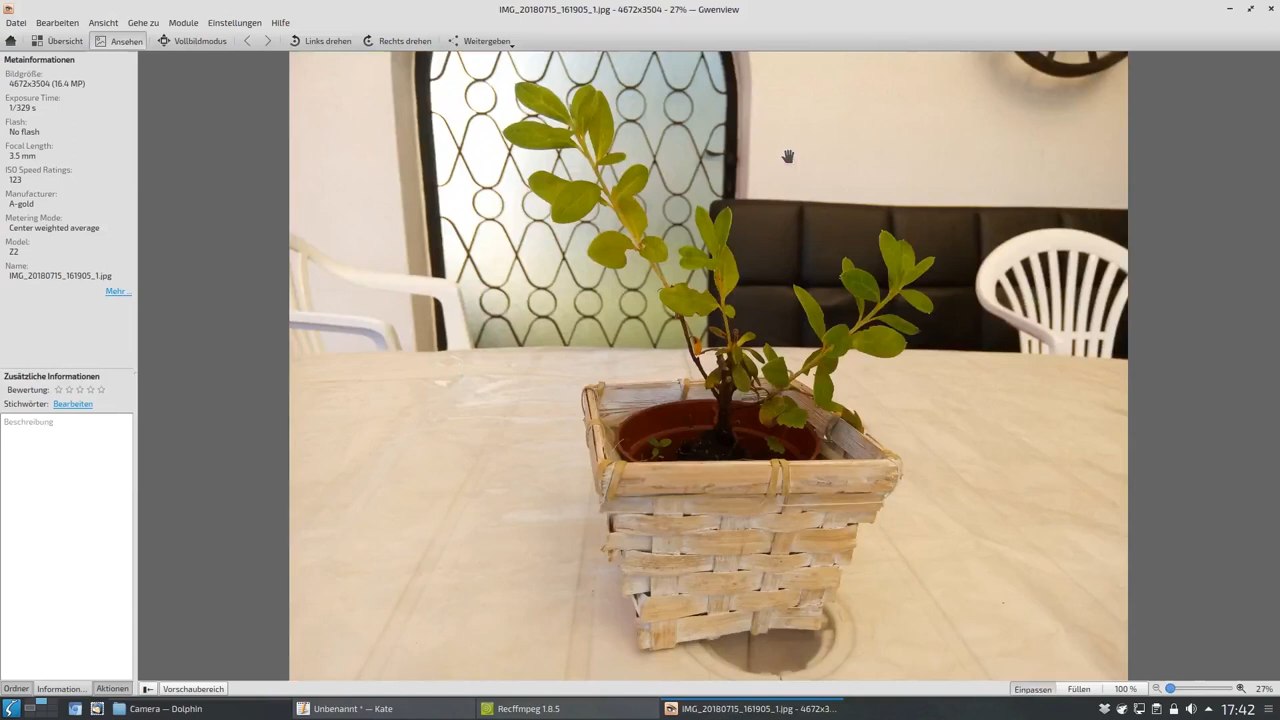 IMG_20180715_161905_1.jpg - 4672x3504 - 27% — Gwenview
Datei Bearbeiten Ansicht Gehe zu Module Einstellungen Hilfe
Übersicht Ansehen Vollbildmodus Links drehen Rechts drehen Weitergeben
Metainformationen
Bildgröße:
4672x3504 (16.4 MP)
Exposure Time:
1/329 s
Flash:
No flash
Focal Length:
3.5 mm
ISO Speed Ratings:
123
Manufacturer:
A-gold
Metering Mode:
Center weighted average
Model:
Z2
Name:
IMG_20180715_161905_1.jpg
Mehr...
Zusätzliche Informationen
Bewertung:
Stichwörter: Bearbeiten
Beschreibung
Ordner Information... Aktionen Vorschaubereich Einpassen Füllen 100 % 27%
Camera — Dolphin Unbenannt * — Kate Recffmpeg 1.8.5 IMG_20180715_161905_1.jpg - 4672x3... 17:42